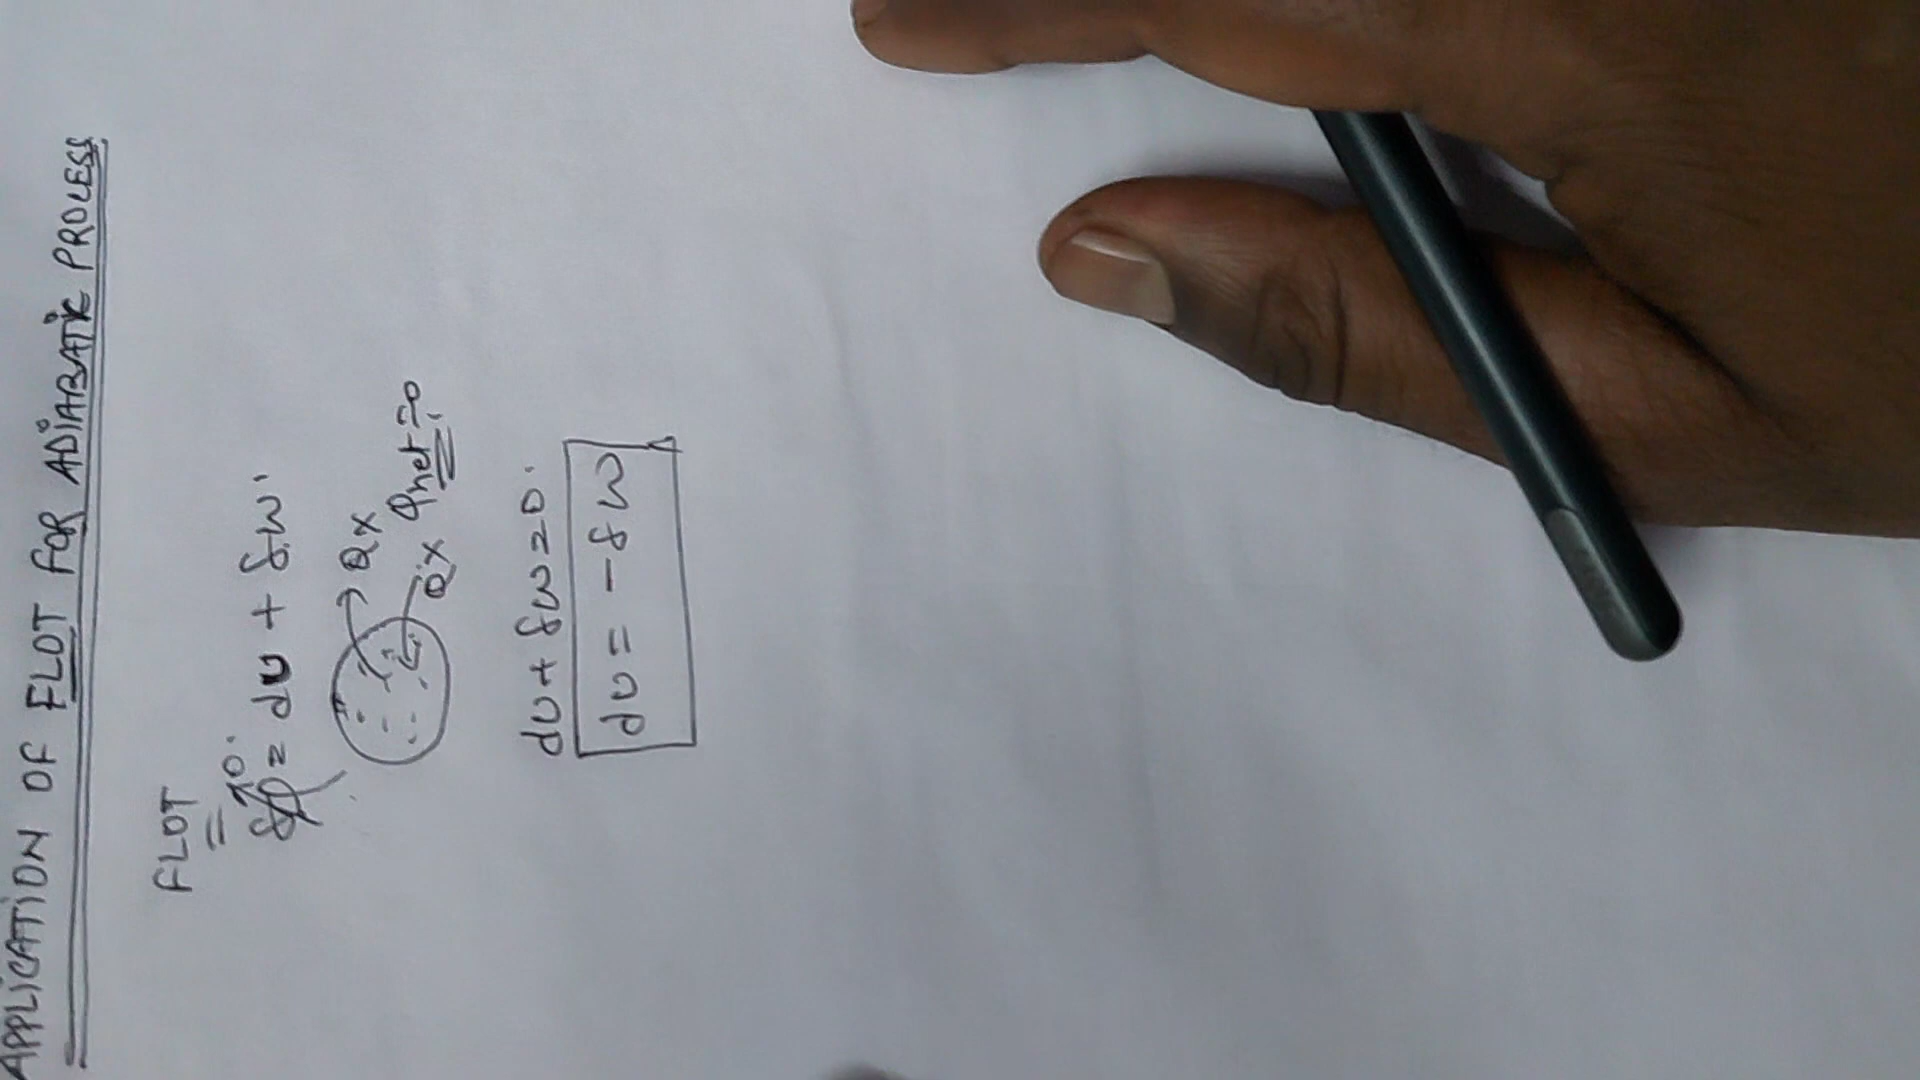 APPLICATION OF FLOT FOR ADIABATIC PROCESS
FLOT
δQ = dU + δW.
Q X
Q X Qnet=0
dU + δW = 0.
dU = - δW